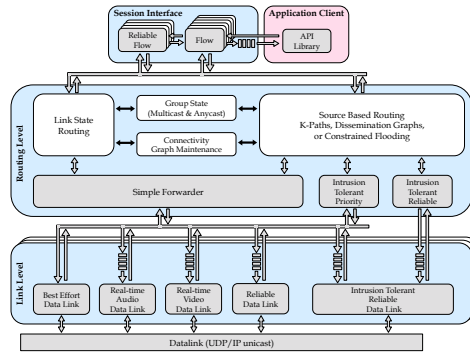 Session Interface
Application Client
Reliable
Flow
Flow
API
Library
Routing Level
Link State
Routing
Group State
(Multicast & Anycast)
Connectivity
Graph Maintenance
Source Based Routing
K-Paths, Dissemination Graphs,
or Constrained Flooding
Simple Forwarder
Intrusion
Tolerant
Priority
Intrusion
Tolerant
Reliable
Link Level
Best Effort
Data Link
Real-time
Audio
Data Link
Real-time
Video
Data Link
Reliable
Data Link
Intrusion Tolerant
Reliable
Data Link
Datalink (UDP/IP unicast)